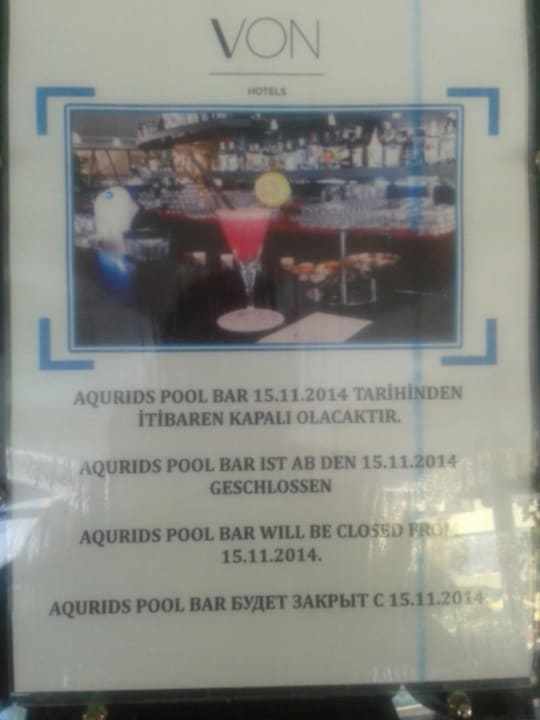 VON
HOTELS
AQURIDS POOL BAR 15.11.2014 TARİHİNDEN
İTİBAREN KAPALI OLACAKTIR.
AQURIDS POOL BAR IST AB DEN 15.11.2014
GESCHLOSSEN
AQURIDS POOL BAR WILL BE CLOSED FROM
15.11.2014.
AQURIDS POOL BAR БУДЕТ ЗАКРЫТ С 15.11.2014